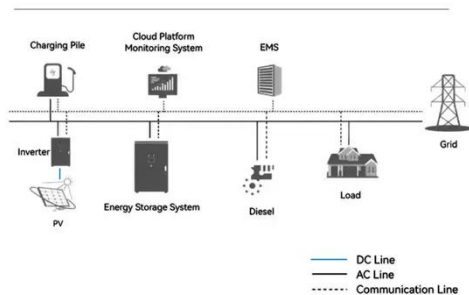 Charging Pile
Cloud Platform
Monitoring System
EMS
Inverter
Grid
PV
Energy Storage System
Diesel
Load
DC Line
AC Line
Communication Line